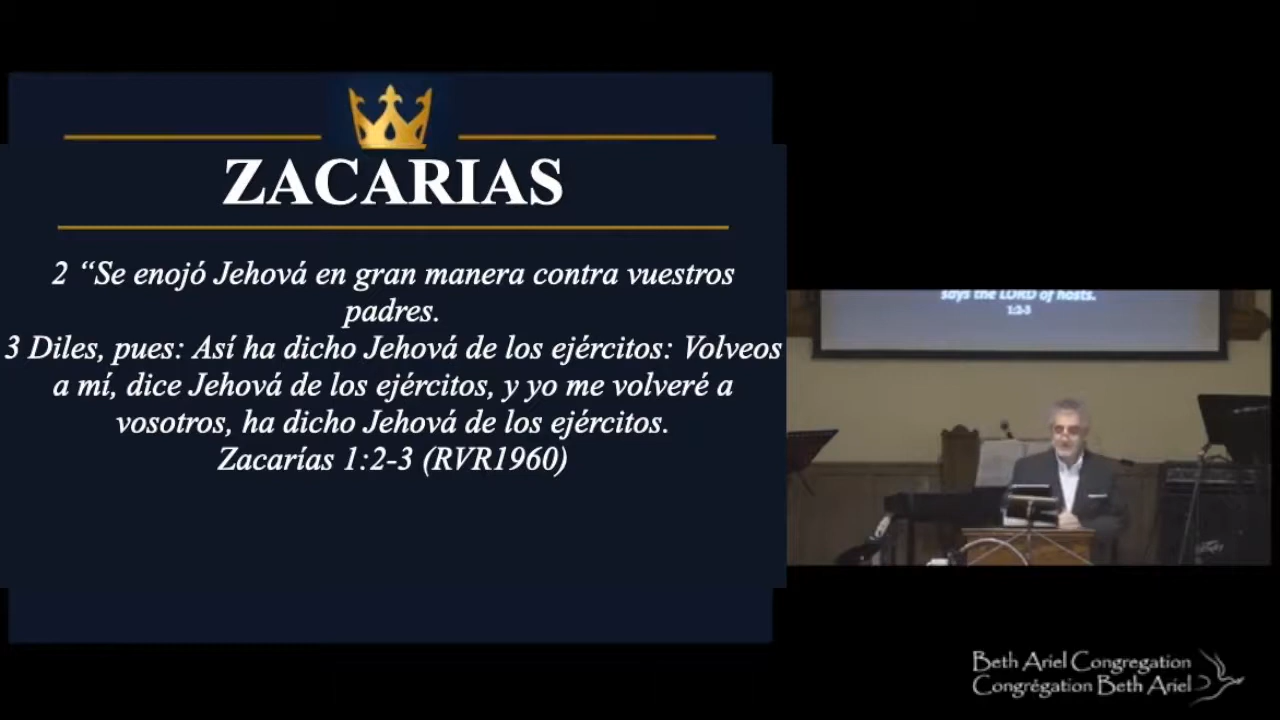 ZACARIAS
2 “Se enojó Jehová en gran manera contra vuestros
padres.
3 Diles, pues: Así ha dicho Jehová de los ejércitos: Volveos
a mí, dice Jehová de los ejércitos, y yo me volveré a
vosotros, ha dicho Jehová de los ejércitos.
Zacarías 1:2-3 (RVR1960)
says the LORD of hosts.
1:2-3
Beth Ariel Congregation
Congrégation Beth Ariel